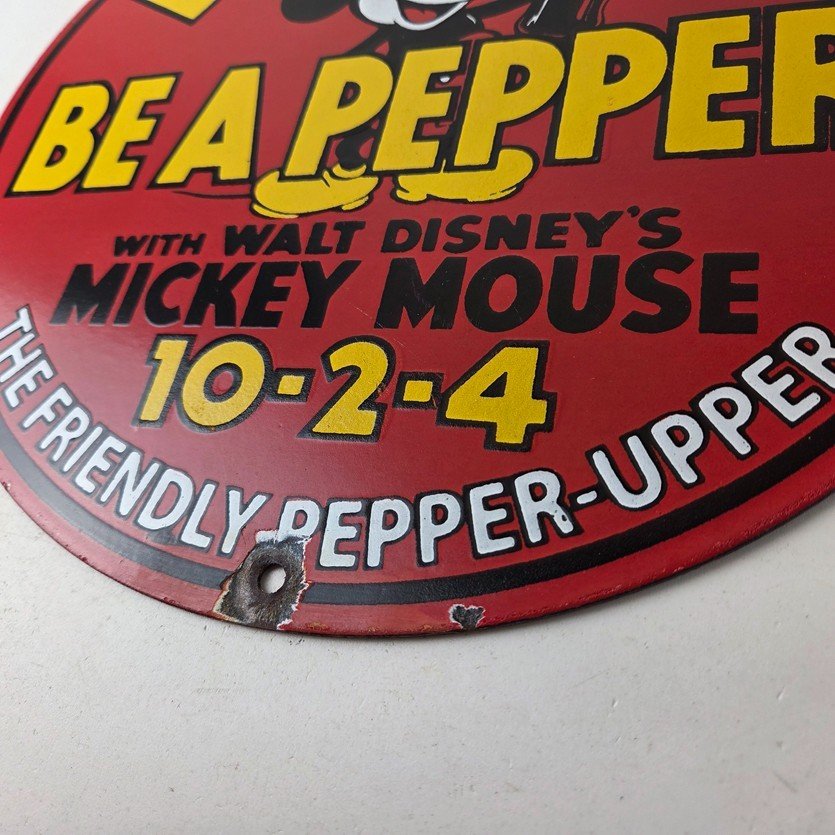 BE A PEPPER
WITH WALT DISNEY'S
MICKEY MOUSE
10-2-4
THE FRIENDLY PEPPER-UPPER